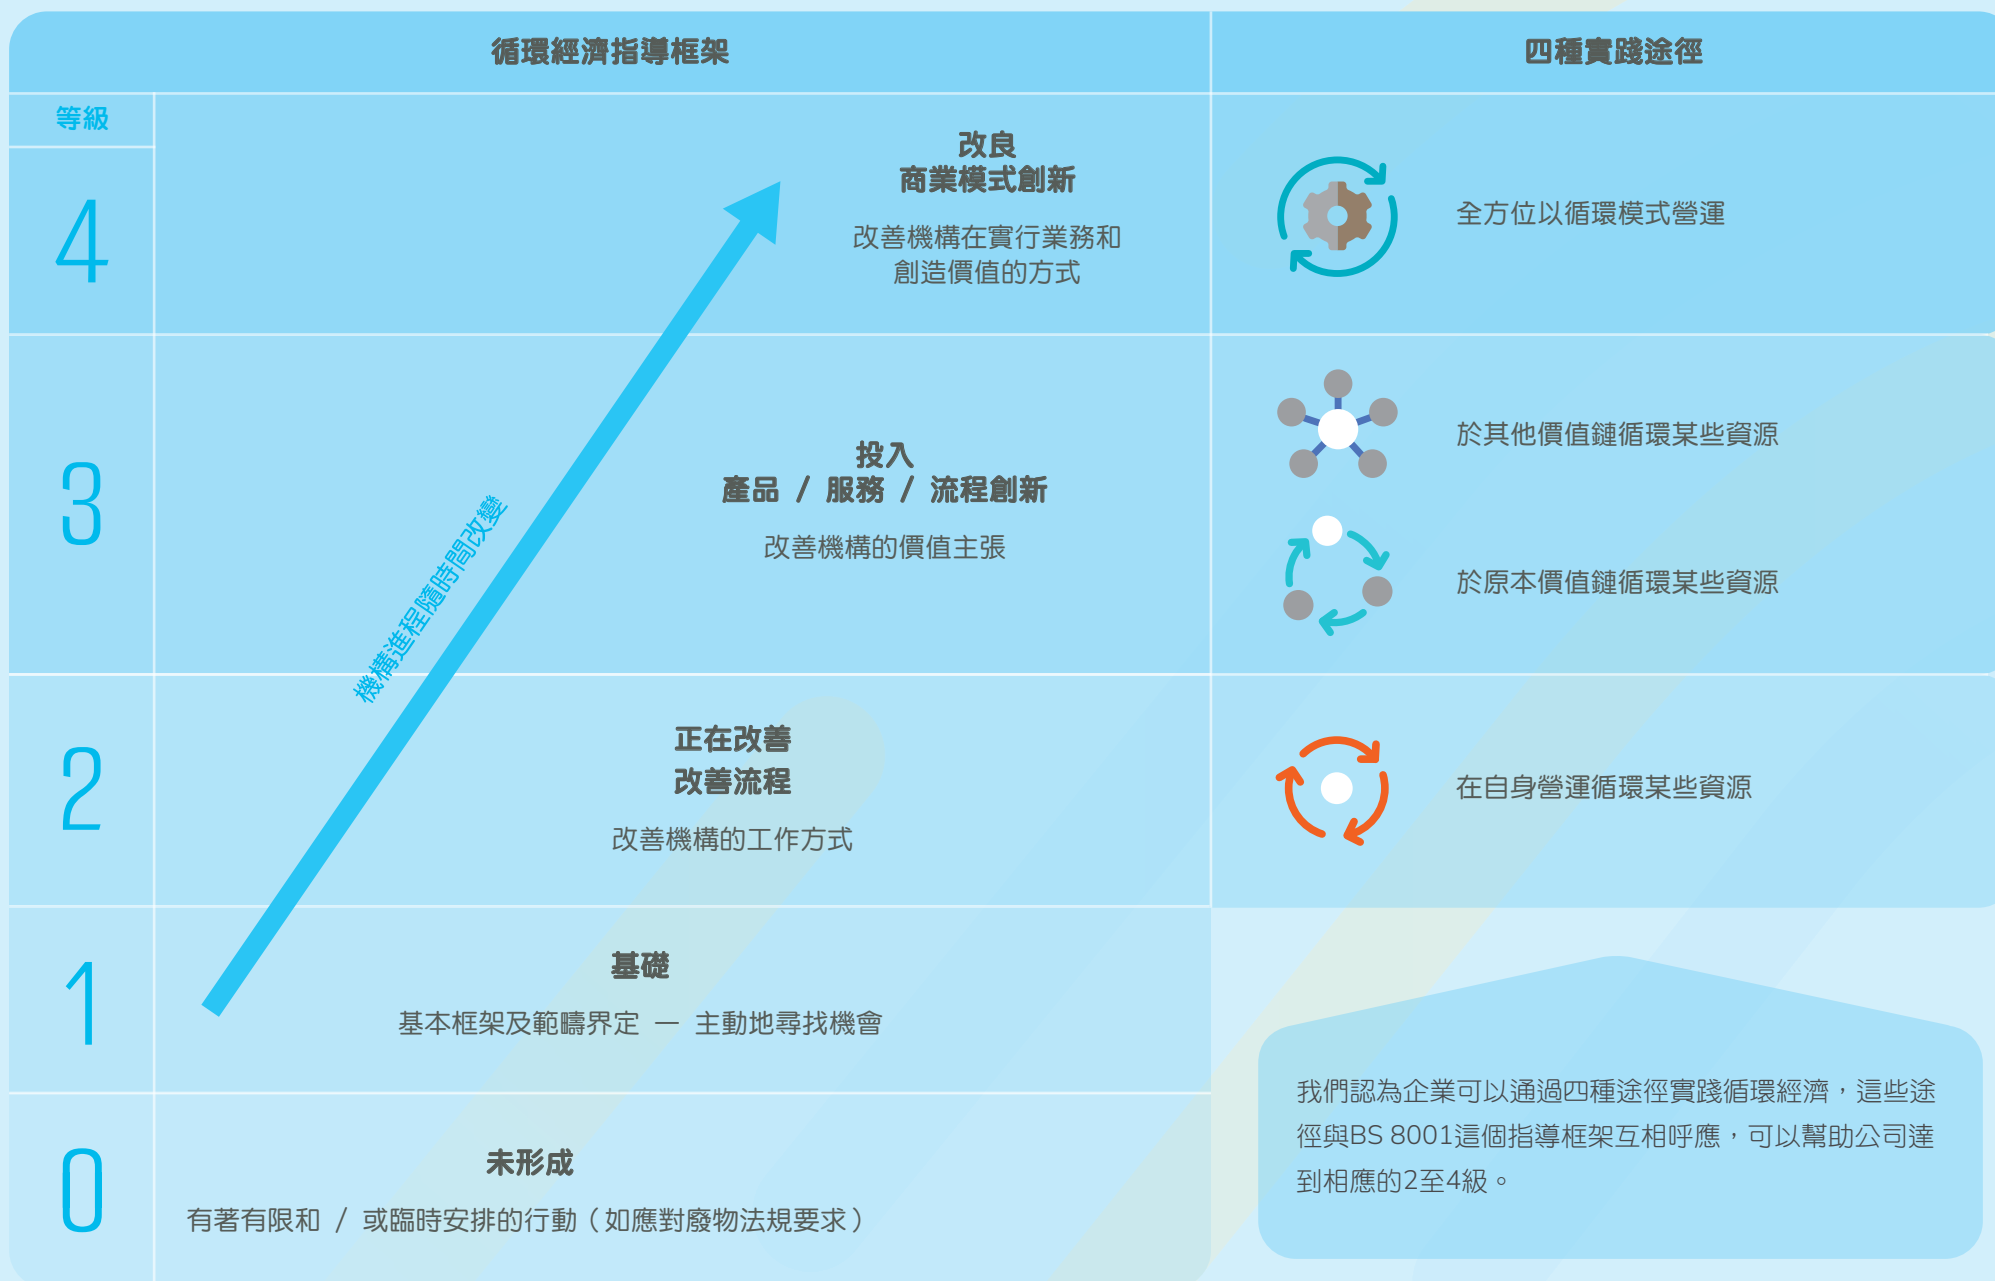 循環經濟指導框架
四種實踐途徑
等級
4
改良
商業模式創新
改善機構在實行業務和
創造價值的方式
全方位以循環模式營運
3
投入
產品 / 服務 / 流程創新
改善機構的價值主張
於其他價值鏈循環某些資源
於原本價值鏈循環某些資源
機構進程隨時間改變
2
正在改善
改善流程
改善機構的工作方式
在自身營運循環某些資源
1
基礎
基本框架及範疇界定 — 主動地尋找機會
0
未形成
有著有限和 / 或臨時安排的行動（如應對廢物法規要求）
我們認為企業可以通過四種途徑實踐循環經濟，這些途
徑與BS 8001這個指導框架互相呼應，可以幫助公司達
到相應的2至4級。